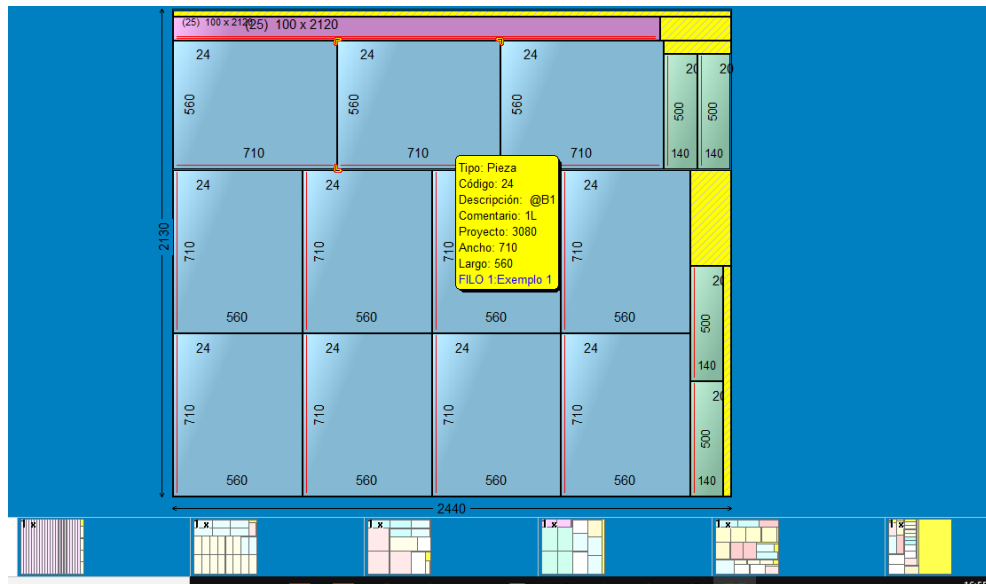 (25) 100 x 2120
(25) 100 x 2120
24
24
24
20
20
560
560
560
500
500
710
710
710
140
140
Tipo: Pieza
Código: 24
Descripción: @B1
Comentario: 1L
Proyecto: 3080
Ancho: 710
Largo: 560
FILO 1:Exemplo 1
24
24
24
2130
710
710
710
710
20
560
560
560
560
500
140
24
24
24
24
20
710
710
710
710
500
560
560
560
560
140
2440
1 x
1 x
1 x
1 x
1 x
1 x